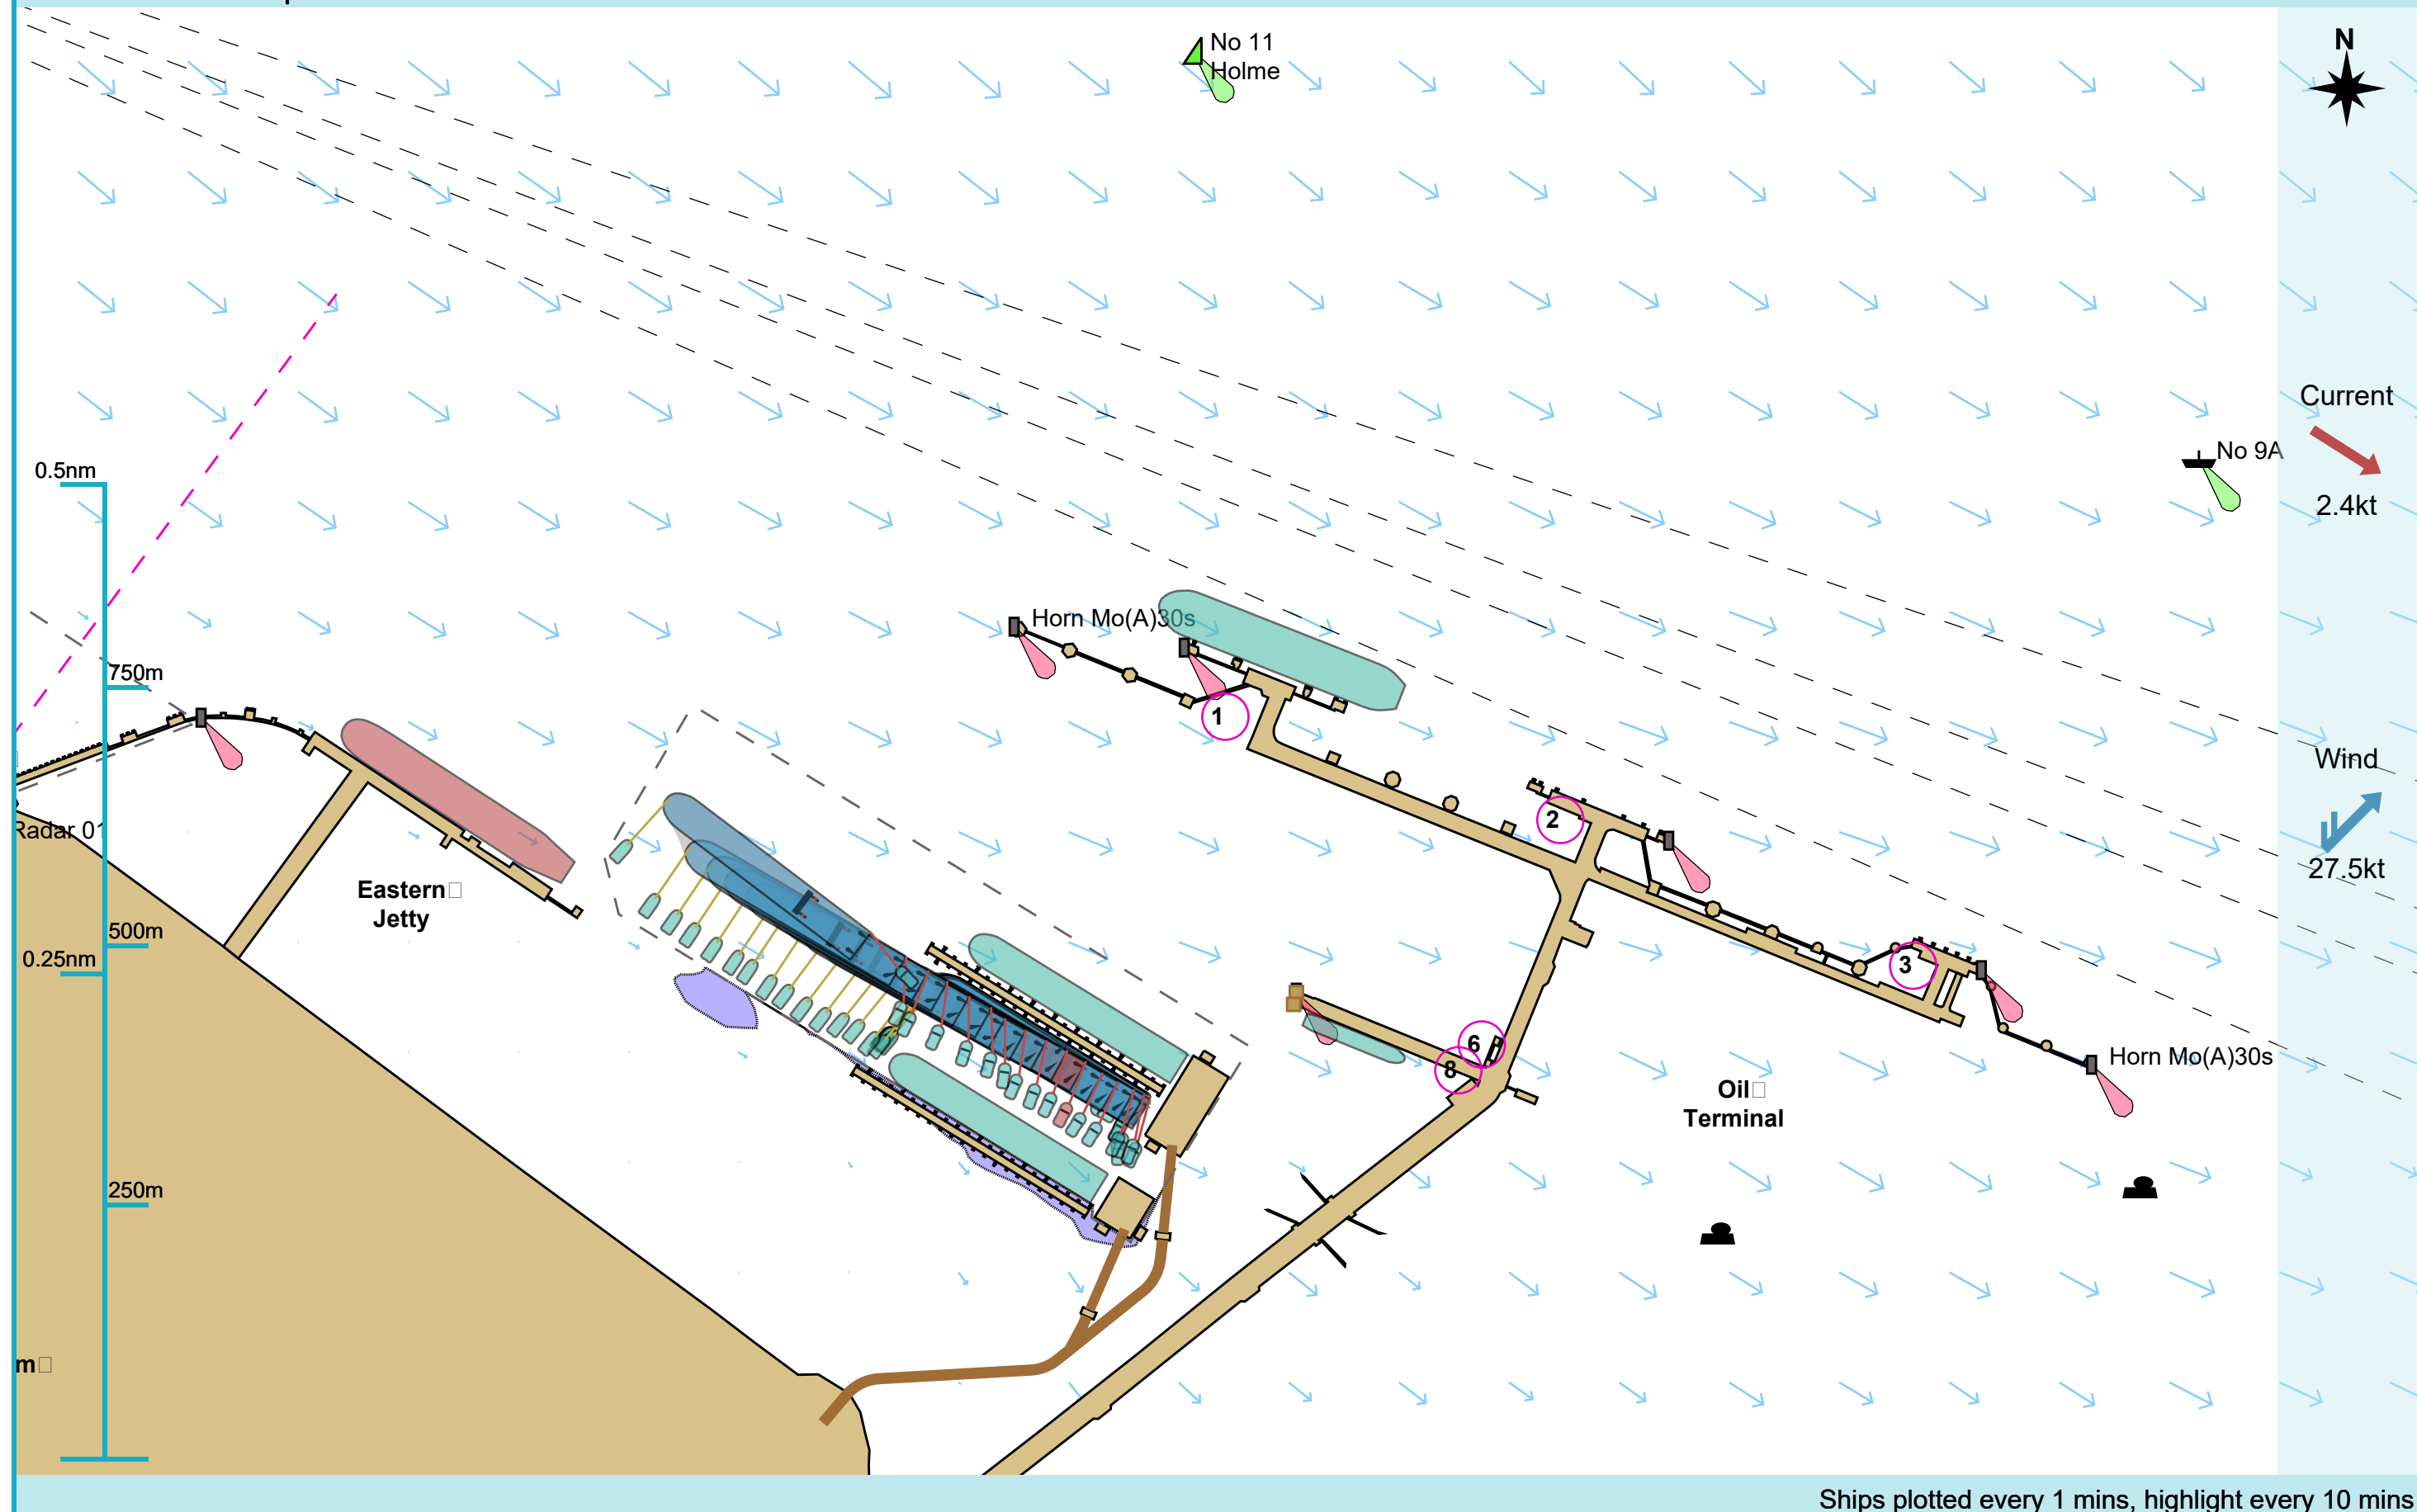 No 11
Holme
N
Current
2.4kt
No 9A
0.5nm
Horn Mo(A)30s
750m
1
Wind
27.5kt
2
Radar 01
Eastern
Jetty
500m
0.25nm
3
6
8
Horn Mo(A)30s
Oil
Terminal
250m
m
Ships plotted every 1 mins, highlight every 10 mins